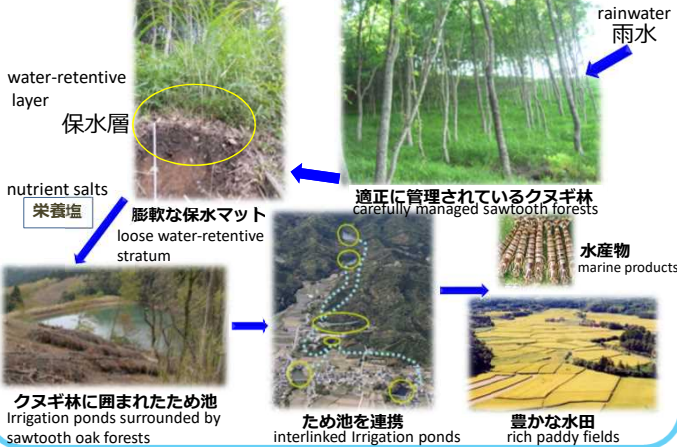 rainwater
雨水
water-retentive
layer
保水層
適正に管理されているクヌギ林
carefully managed sawtooth forests
nutrient salts
栄養塩
膨軟な保水マット
loose water-retentive
stratum
水産物
marine products
クヌギ林に囲まれたため池
Irrigation ponds surrounded by
sawtooth oak forests
ため池を連携
interlinked Irrigation ponds
豊かな水田
rich paddy fields